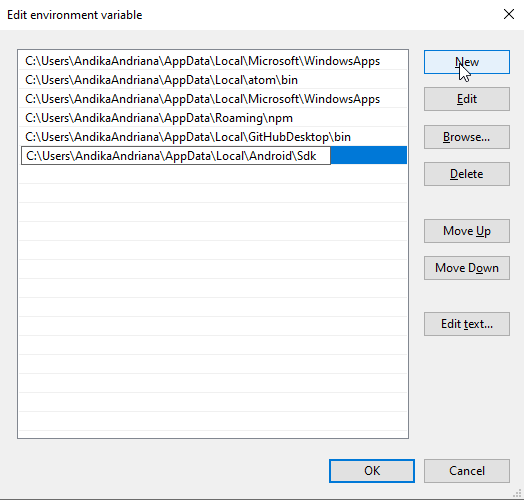 Edit environment variable
C:\Users\AndikaAndriana\AppData\Local\Microsoft\WindowsApps
C:\Users\AndikaAndriana\AppData\Local\atom\bin
C:\Users\AndikaAndriana\AppData\Local\Microsoft\WindowsApps
C:\Users\AndikaAndriana\AppData\Roaming\npm
C:\Users\AndikaAndriana\AppData\Local\GitHubDesktop\bin
C:\Users\AndikaAndriana\AppData\Local\Android\Sdk
New
Edit
Browse...
Delete
Move Up
Move Down
Edit text...
OK
Cancel